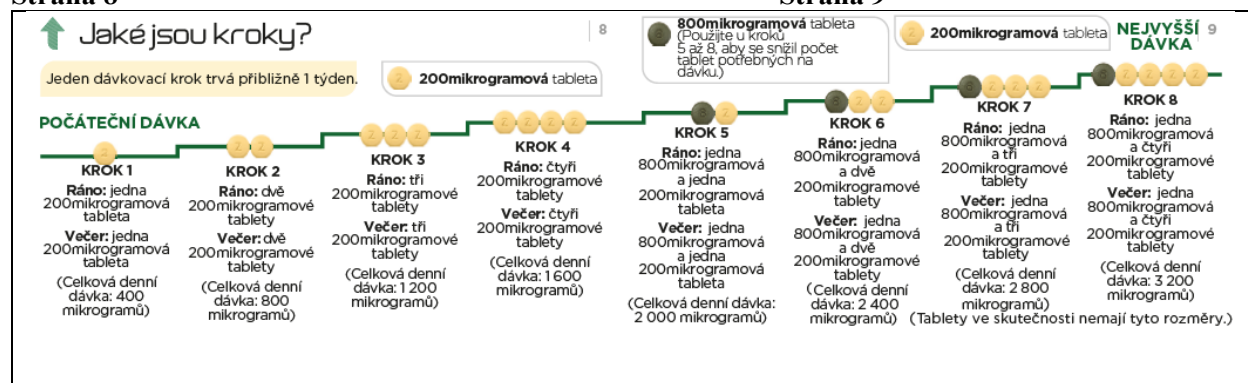 Jaké jsou kroky?
8
Jeden dávkovací krok trvá přibližně 1 týden.
200mikrogramová tableta
800mikrogramová tableta
(Použijte u kroků
5 až 8, aby se snížil počet
tablet potřebných na
dávku.)
200mikrogramová tableta
NEJVYŠŠÍ
DÁVKA
9
POČÁTEČNÍ DÁVKA
KROK 1
Ráno: jedna
200mikrogramová
tableta
Večer: jedna
200mikrogramová
tableta
(Celková denní
dávka: 400
mikrogramů)
KROK 2
Ráno: dvě
200mikrogramové
tablety
Večer: dvě
200mikrogramové
tablety
(Celková denní
dávka: 800
mikrogramů)
KROK 3
Ráno: tři
200mikrogramové
tablety
Večer: tři
200mikrogramové
tablety
(Celková denní
dávka: 1 200
mikrogramů)
KROK 4
Ráno: čtyři
200mikrogramové
tablety
Večer: čtyři
200mikrogramové
tablety
(Celková denní
dávka: 1 600
mikrogramů)
KROK 5
Ráno: jedna
800mikrogramová
a jedna
200mikrogramová
tableta
Večer: jedna
800mikrogramová
a jedna
200mikrogramová
tableta
(Celková denní dávka:
2 000 mikrogramů)
KROK 6
Ráno: jedna
800mikrogramová
a dvě
200mikrogramové
tablety
Večer: jedna
800mikrogramová
a dvě
200mikrogramové
tablety
(Celková denní
dávka: 2 400
mikrogramů)
KROK 7
Ráno: jedna
800mikrogramová
a tři
200mikrogramové
tablety
Večer: jedna
800mikrogramová
a tři
200mikrogramové
tablety
(Celková denní
dávka: 2 800
mikrogramů)
KROK 8
Ráno: jedna
800mikrogramová
a čtyři
200mikrogramové
tablety
Večer: jedna
800mikrogramová
a čtyři
200mikrogramové
tablety
(Celková denní
dávka: 3 200
mikrogramů)
(Tablety ve skutečnosti nemají tyto rozměry.)